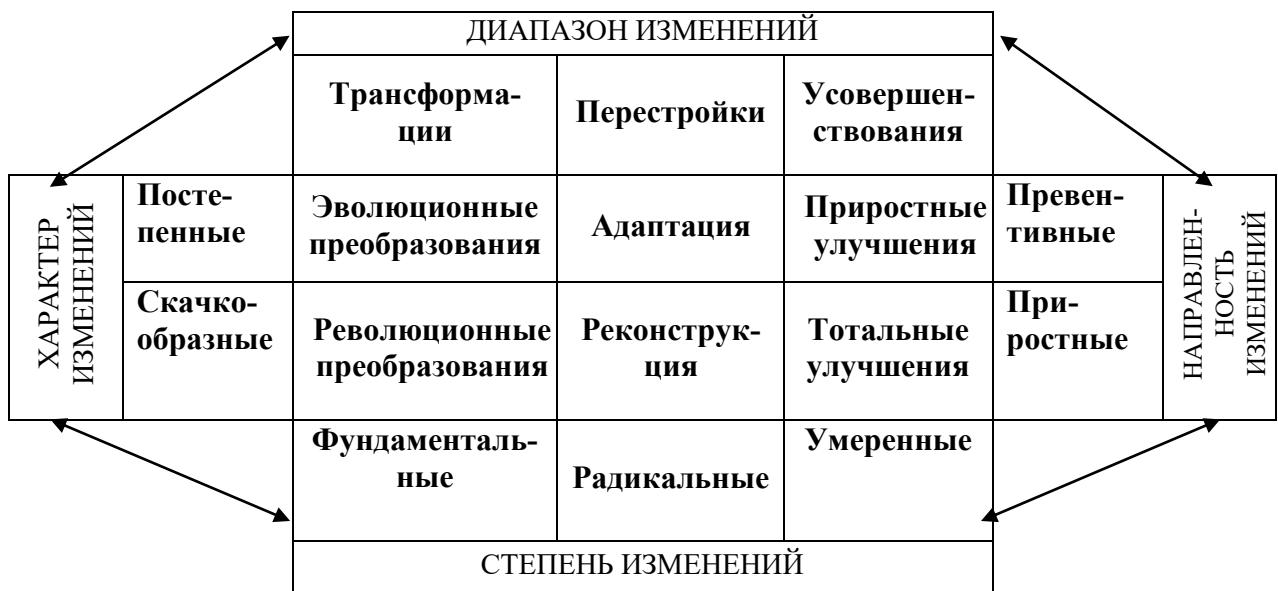 ДИАПАЗОН ИЗМЕНЕНИЙ
Трансформа-
ции
Перестройки
Усовершен-
ствования
ХАРАКТЕР
ИЗМЕНЕНИЙ
Посте-
пенные
Эволюционные
преобразования
Адаптация
Приростные
улучшения
Превен-
тивные
НАПРАВЛЕН-
НОСТЬ
ИЗМЕНЕНИЙ
Скачко-
образные
Революционные
преобразования
Реконструк-
ция
Тотальные
улучшения
При-
ростные
Фундаменталь-
ные
Радикальные
Умеренные
СТЕПЕНЬ ИЗМЕНЕНИЙ